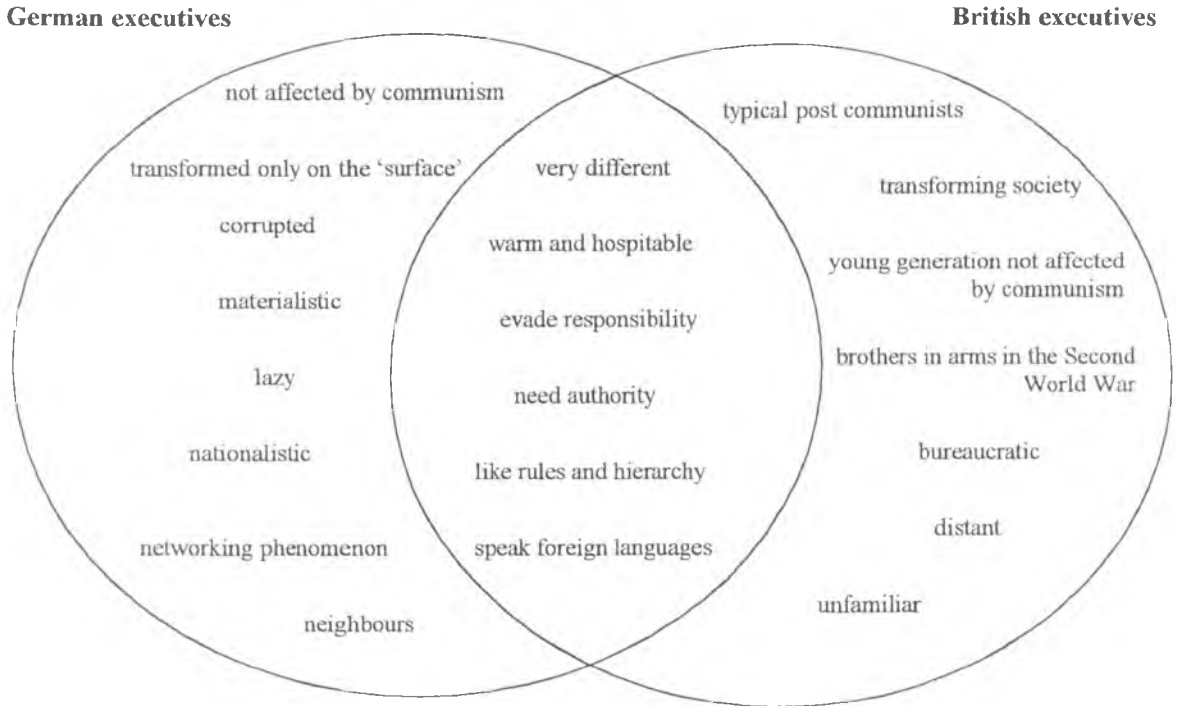 German executives
British executives
not affected by communism
transformed only on the ‘surface’
corrupted
materialistic
lazy
nationalistic
networking phenomenon
neighbours
very different
warm and hospitable
evade responsibility
need authority
like rules and hierarchy
speak foreign languages
typical post communists
transforming society
young generation not affected
by communism
brothers in arms in the Second
World War
bureaucratic
distant
unfamiliar